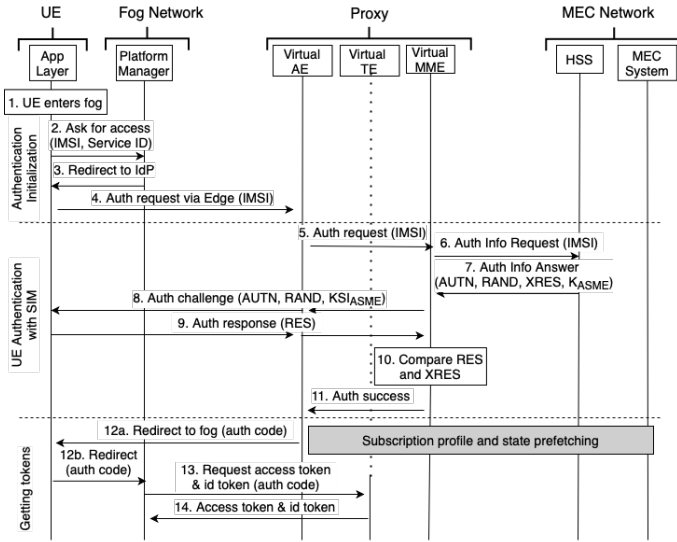 UE
Fog Network
Proxy
MEC Network
App
Layer
Platform
Manager
Virtual
AE
Virtual
TE
Virtual
MME
HSS
MEC
System
1. UE enters fog
Authentication
Initialization
2. Ask for access
(IMSI, Service ID)
3. Redirect to IdP
4. Auth request via Edge (IMSI)
UE Authentication
with SIM
5. Auth request (IMSI)
6. Auth Info Request (IMSI)
7. Auth Info Answer
(AUTN, RAND, XRES, KASME)
8. Auth challenge (AUTN, RAND, KSIASME)
9. Auth response (RES)
10. Compare RES
and XRES
11. Auth success
Getting tokens
12a. Redirect to fog (auth code)
Subscription profile and state prefetching
12b. Redirect
(auth code)
13. Request access token
& id token (auth code)
14. Access token & id token